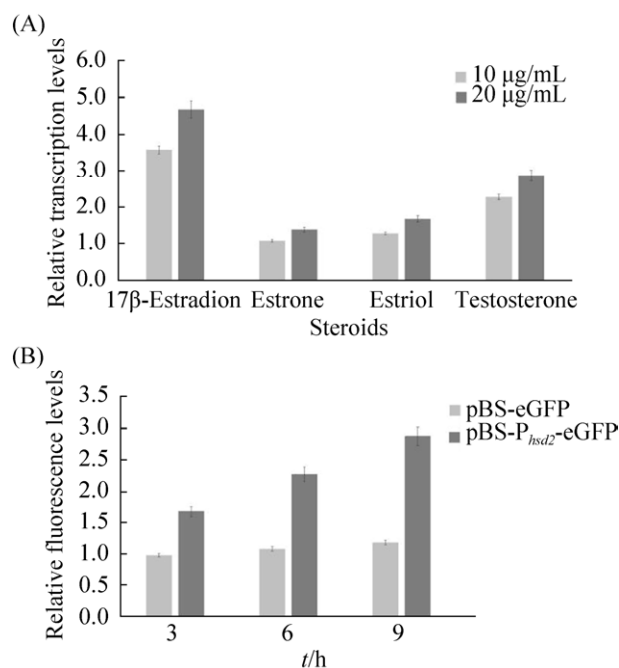 (A)
Relative transcription levels
6.0
5.0
4.0
3.0
2.0
1.0
0.0
10 μg/mL
20 μg/mL
17β-Estradion Estrone Estriol Testosterone
Steroids
(B)
Relative fluorescence levels
3.5
3.0
2.5
2.0
1.5
1.0
0.5
0.0
pBS-eGFP
pBS-Phsd2-eGFP
3 6 9
t/h